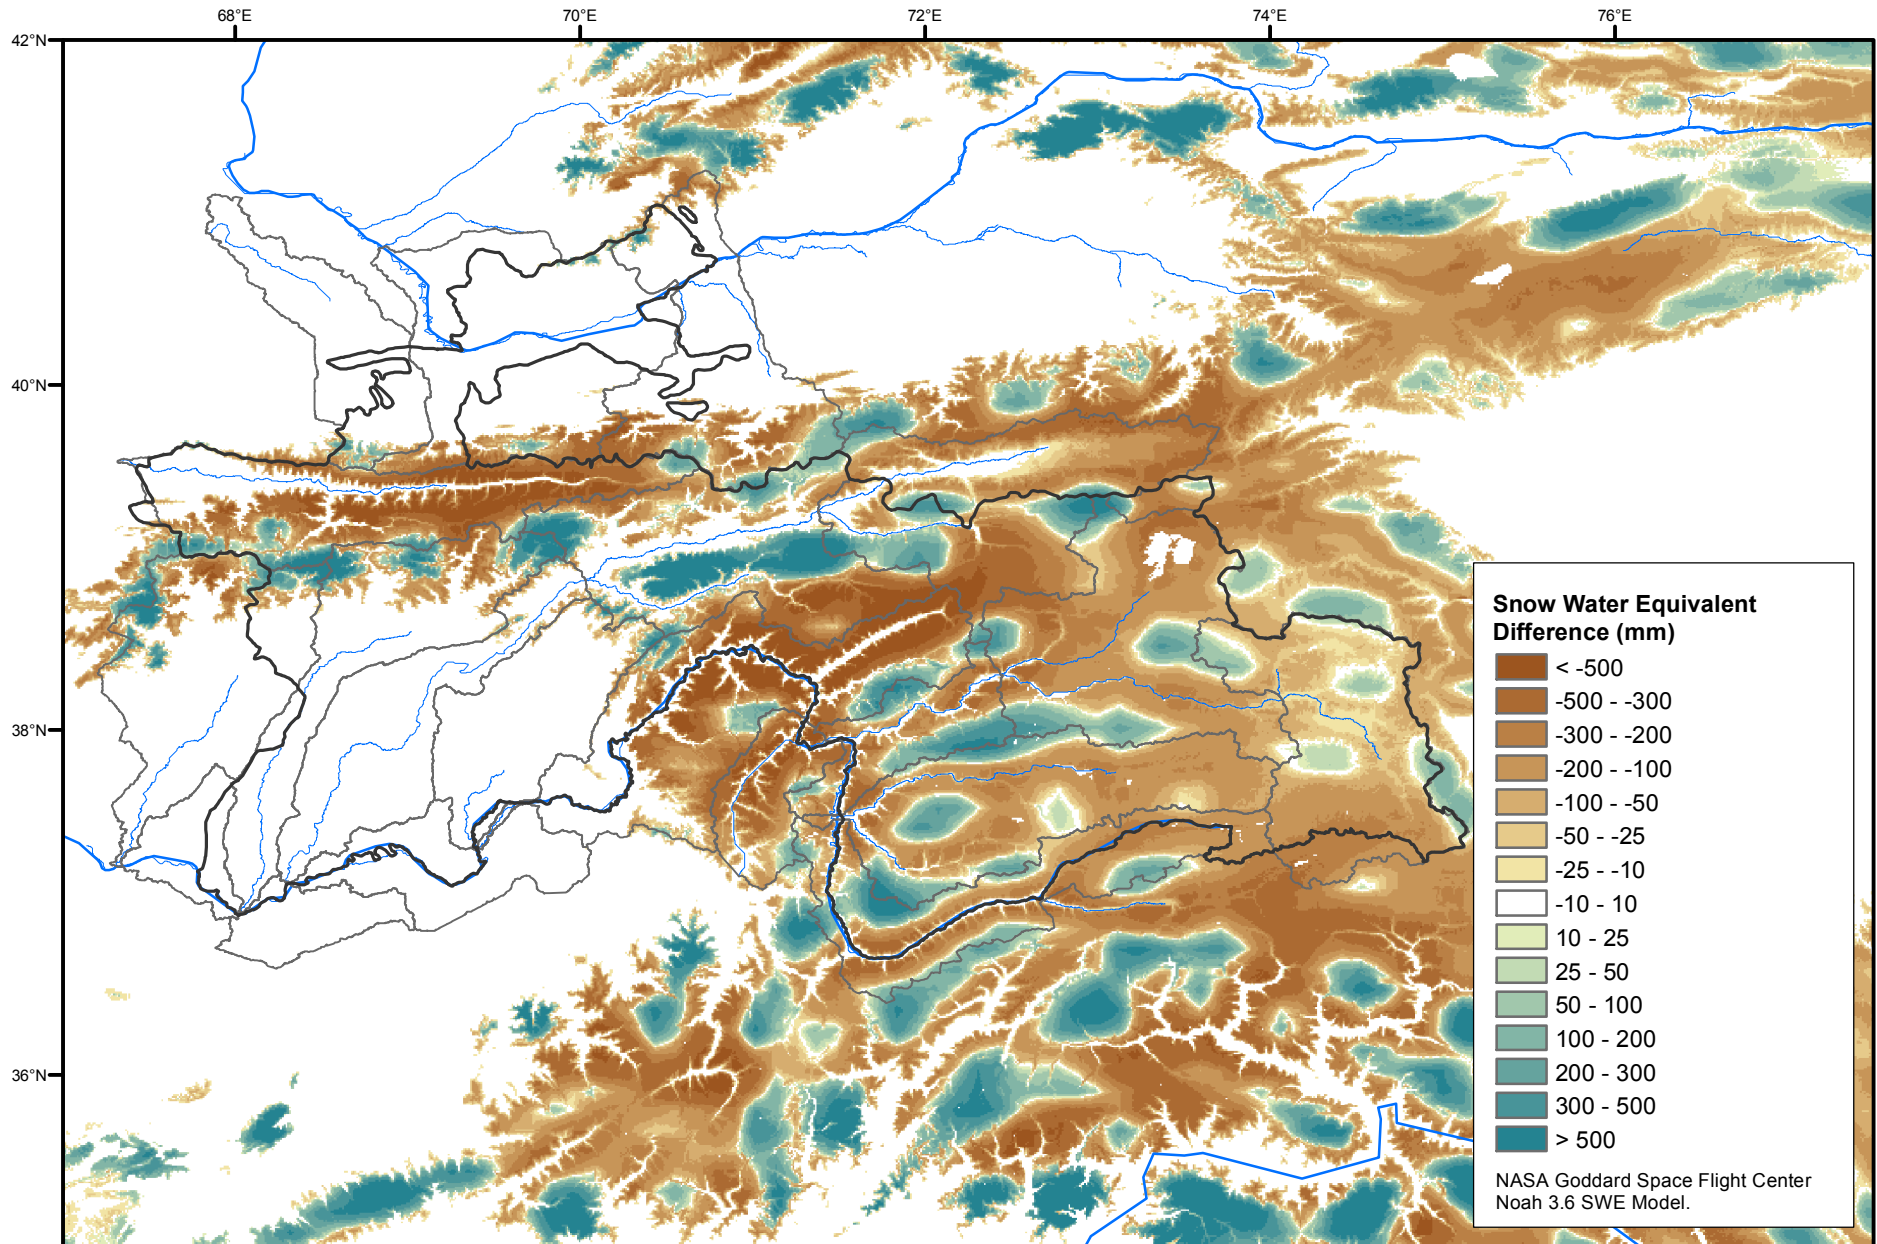 68°E
70°E
72°E
74°E
76°E
42°N
40°N
38°N
36°N
Snow Water Equivalent
Difference (mm)
< -500
-500 - -300
-300 - -200
-200 - -100
-100 - -50
-50 - -25
-25 - -10
-10 - 10
10 - 25
25 - 50
50 - 100
100 - 200
200 - 300
300 - 500
> 500
NASA Goddard Space Flight Center
Noah 3.6 SWE Model.